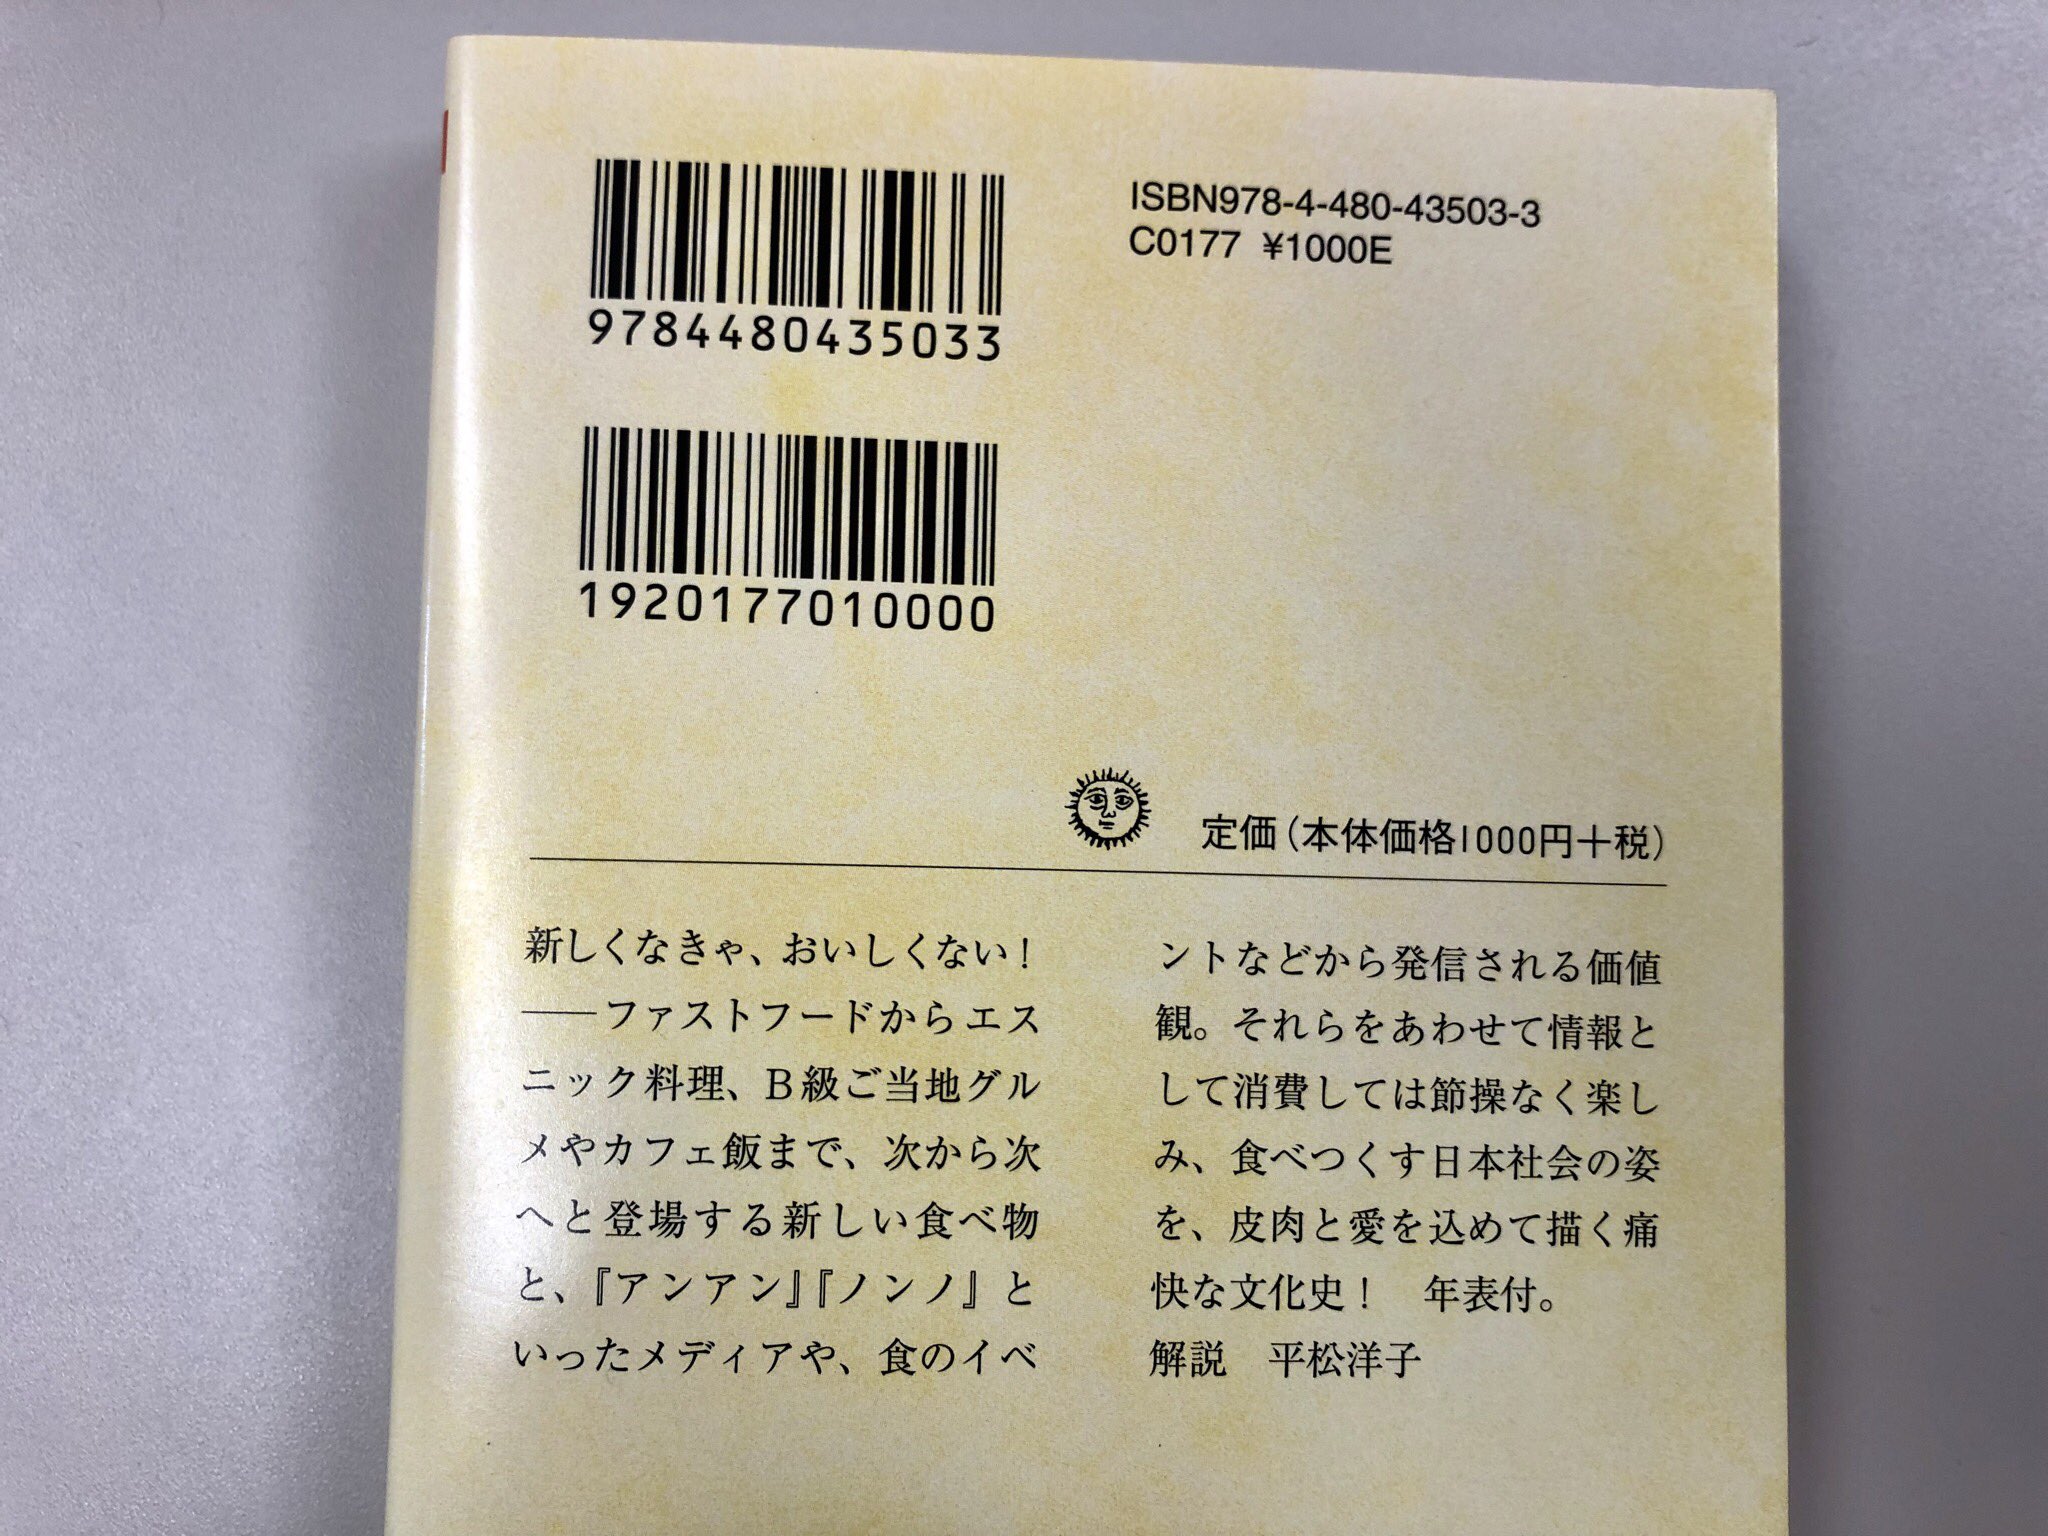 ISBN978-4-480-43503-3
C0177 ¥1000E
9784480435033
1920177010000
定価(本体価格1000円+税)
新しくなきゃ、おいしくない!
――ファストフードからエス
ニック料理、B級ご当地グル
メやカフェ飯まで、次から次
へと登場する新しい食べ物
と、『アンアン』『ノンノ』と
いったメディアや、食のイベ
ントなどから発信される価値
観。それらをあわせて情報と
して消費しては節操なく楽し
み、食べつくす日本社会の姿
を、皮肉と愛を込めて描く痛
快な文化史! 年表付。
解説 平松洋子